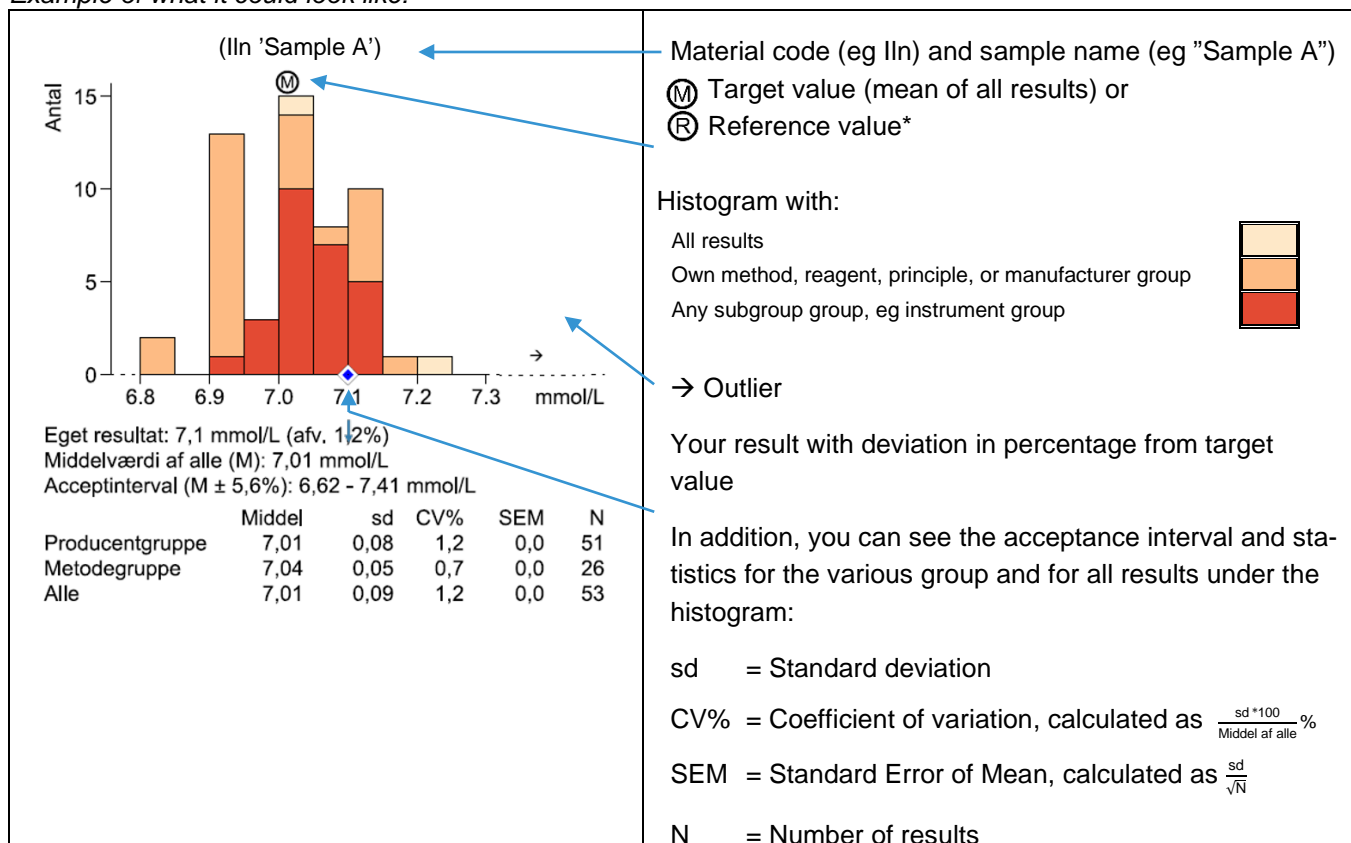 Example of what it could look like:
(IIn ’Sample A’)
M
Antal
15
10
5
0
→
6.8 6.9 7.0 7.1 7.2 7.3 mmol/L
Eget resultat: 7,1 mmol/L (afv. 1,2%)
Middelværdi af alle (M): 7,01 mmol/L
Acceptinterval (M ± 5,6%): 6,62 - 7,41 mmol/L
Middel sd CV% SEM N
Producentgruppe 7,01 0,08 1,2 0,0 51
Metodegruppe 7,04 0,05 0,7 0,0 26
Alle 7,01 0,09 1,2 0,0 53
Material code (eg IIn) and sample name (eg ”Sample A”)
Ⓜ Target value (mean of all results) or
Ⓡ Reference value*
Histogram with:
All results
Own method, reagent, principle, or manufacturer group
Any subgroup group, eg instrument group
→ Outlier
Your result with deviation in percentage from target
value
In addition, you can see the acceptance interval and sta-
tistics for the various group and for all results under the
histogram:
sd = Standard deviation
CV% = Coefficient of variation, calculated as sd *100 / Middel af alle %
SEM = Standard Error of Mean, calculated as sd / √N
N = Number of results